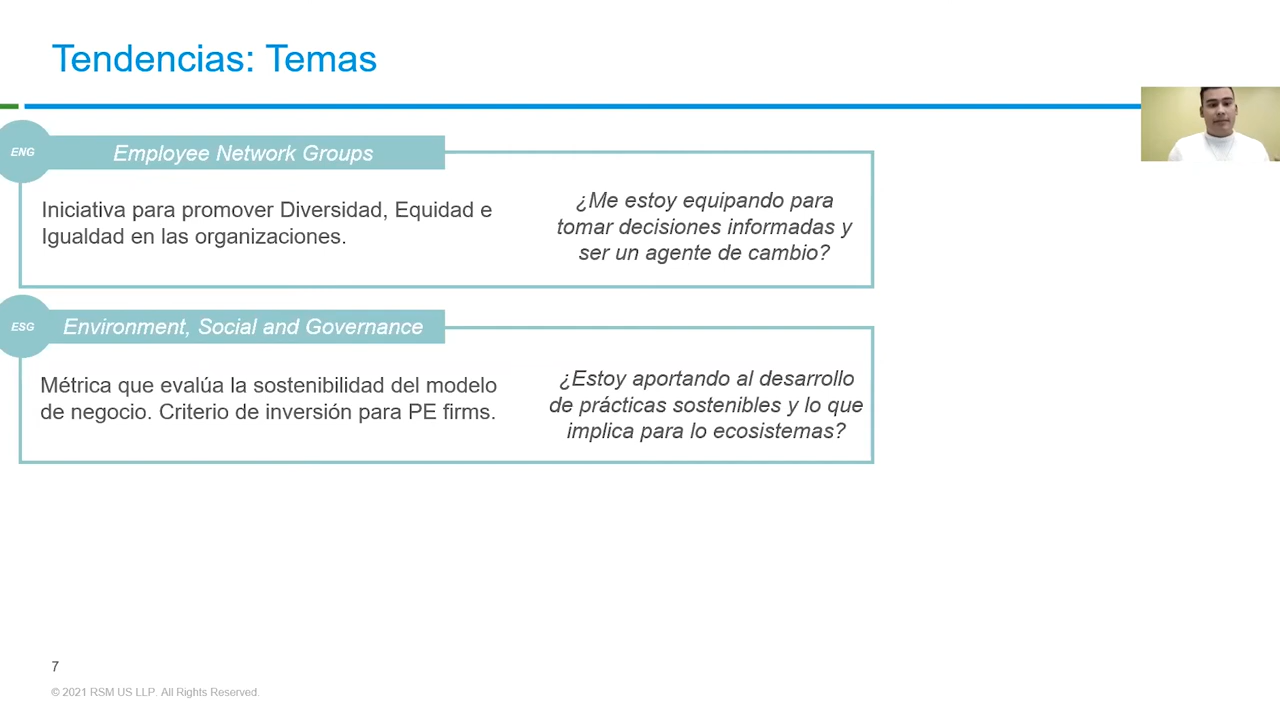 Tendencias: Temas
ENG
Employee Network Groups
Iniciativa para promover Diversidad, Equidad e
Igualdad en las organizaciones.
¿Me estoy equipando para
tomar decisiones informadas y
ser un agente de cambio?
ESG
Environment, Social and Governance
Métrica que evalúa la sostenibilidad del modelo
de negocio. Criterio de inversión para PE firms.
¿Estoy aportando al desarrollo
de prácticas sostenibles y lo que
implica para lo ecosistemas?
7
© 2021 RSM US LLP. All Rights Reserved.